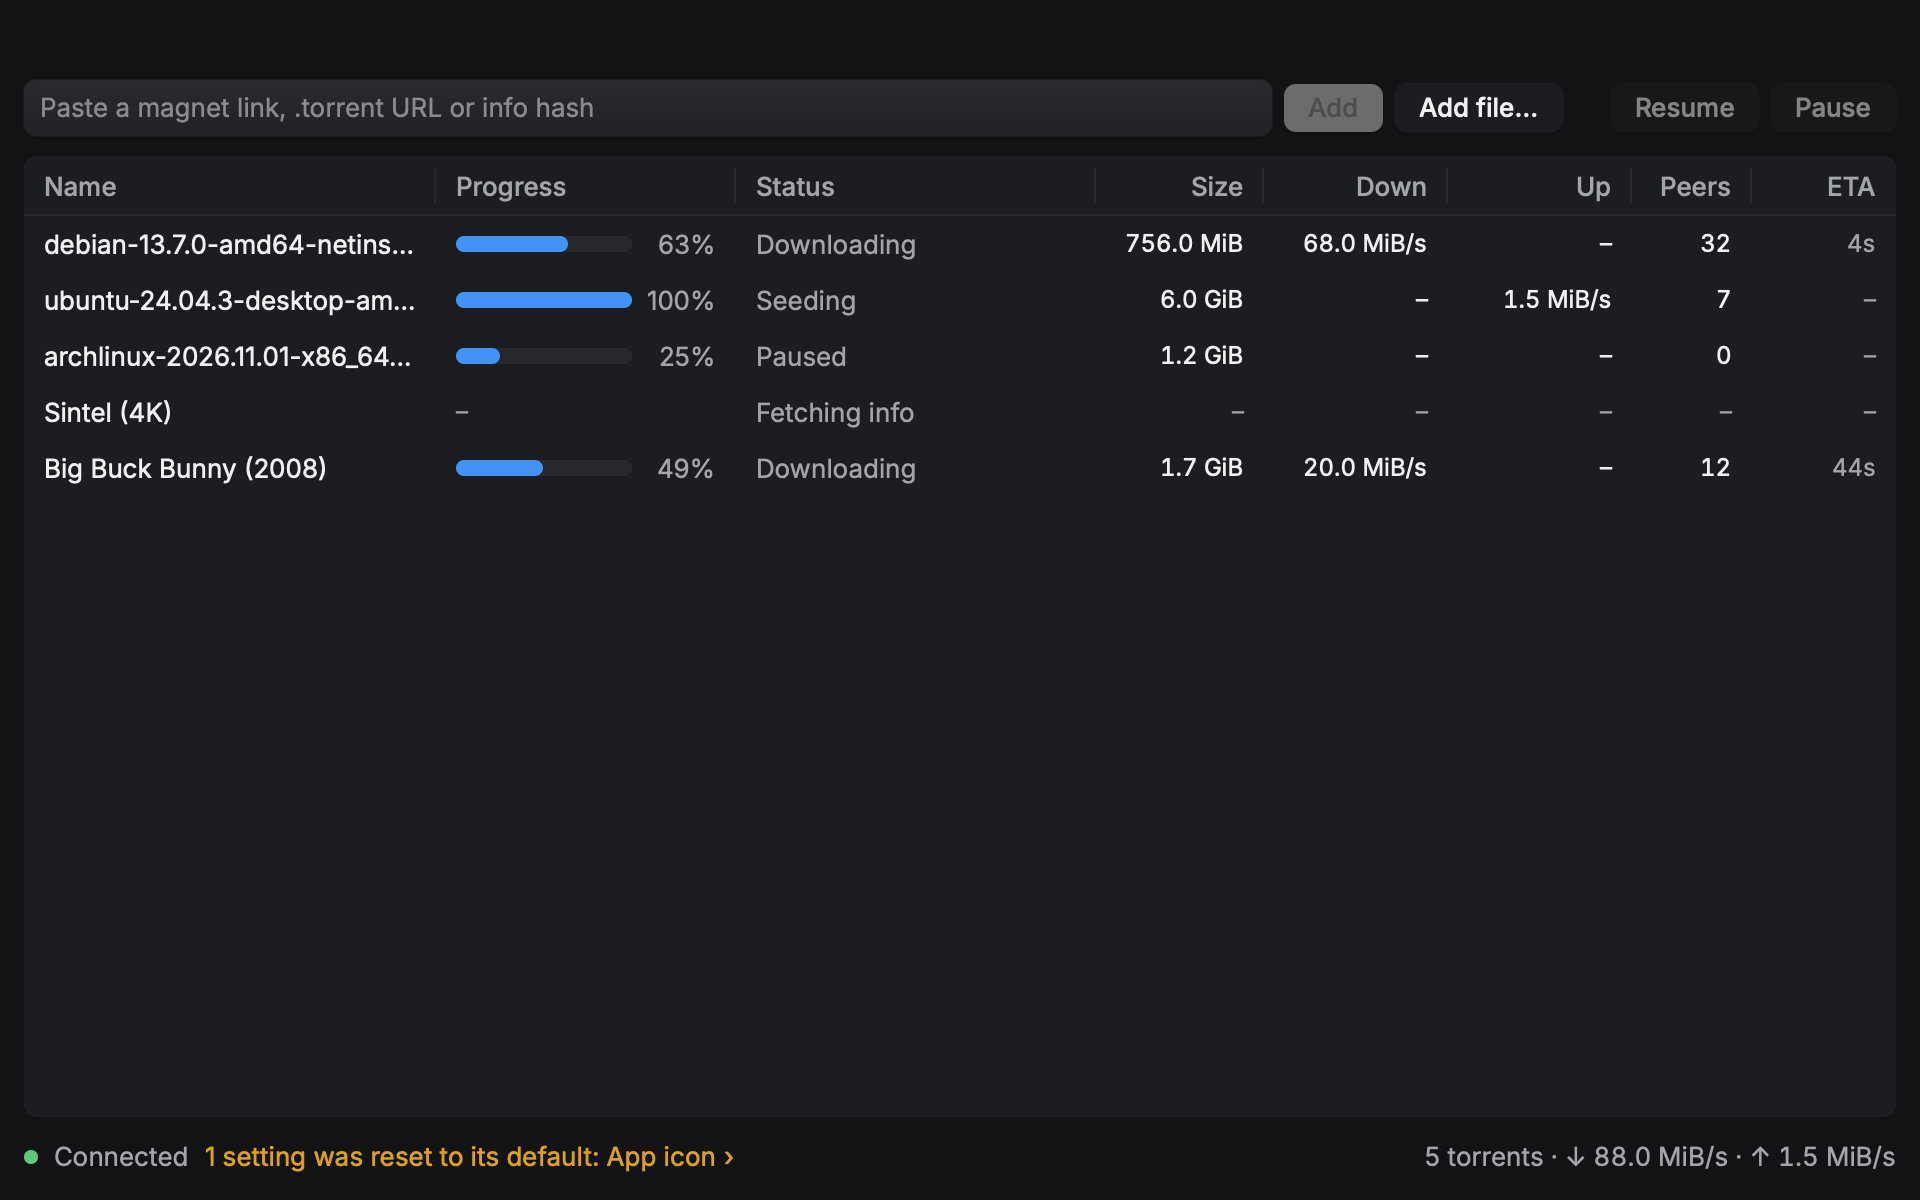 Paste a magnet link, .torrent URL or info hash Add Add file... Resume Pause
Name Progress Status Size Down Up Peers ETA
debian-13.7.0-amd64-netins... 63% Downloading 756.0 MiB 68.0 MiB/s – 32 4s
ubuntu-24.04.3-desktop-am... 100% Seeding 6.0 GiB – 1.5 MiB/s 7 –
archlinux-2026.11.01-x86_64... 25% Paused 1.2 GiB – – 0 –
Sintel (4K) – Fetching info – – – – –
Big Buck Bunny (2008) 49% Downloading 1.7 GiB 20.0 MiB/s – 12 44s
Connected 1 setting was reset to its default: App icon › 5 torrents · ↓ 88.0 MiB/s · ↑ 1.5 MiB/s